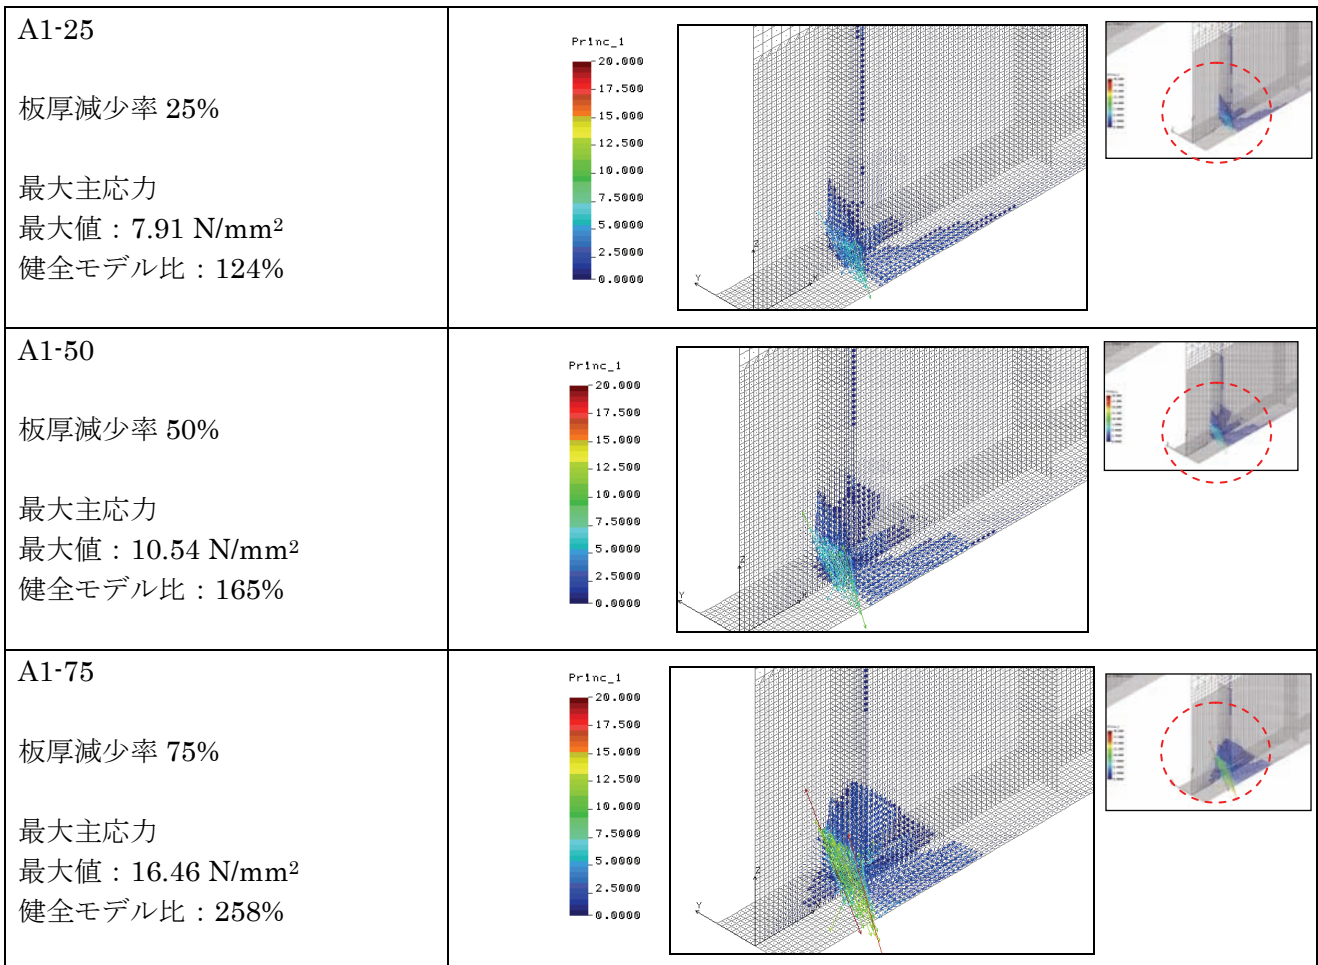 A1-25
板厚減少率 25%
最大主応力
最大値：7.91 N/mm²
健全モデル比：124%
Princ_1
20.000
17.500
15.000
12.500
10.000
7.5000
5.0000
2.5000
0.0000
Z
Y
X
A1-50
板厚減少率 50%
最大主応力
最大値：10.54 N/mm²
健全モデル比：165%
Princ_1
20.000
17.500
15.000
12.500
10.000
7.5000
5.0000
2.5000
0.0000
Z
Y
X
A1-75
板厚減少率 75%
最大主応力
最大値：16.46 N/mm²
健全モデル比：258%
Princ_1
20.000
17.500
15.000
12.500
10.000
7.5000
5.0000
2.5000
0.0000
Z
Y